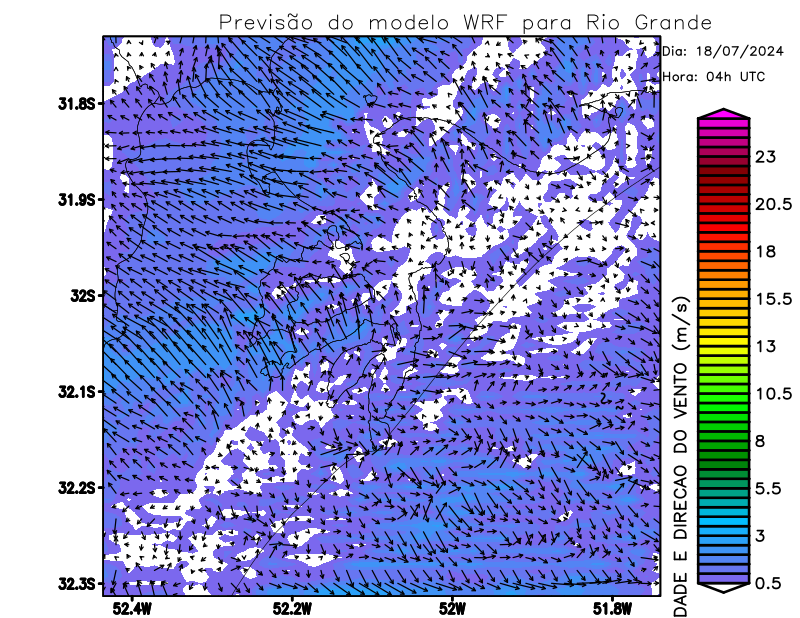 Previsão do modelo WRF para Rio Grande
Dia: 18/07/2024
Hora: 04h UTC
31.8S
31.9S
32S
32.1S
32.2S
32.3S
52.4W
52.2W
52W
51.8W
23
20.5
18
15.5
13
10.5
8
5.5
3
0.5
DADE E DIRECAO DO VENTO (m/s)